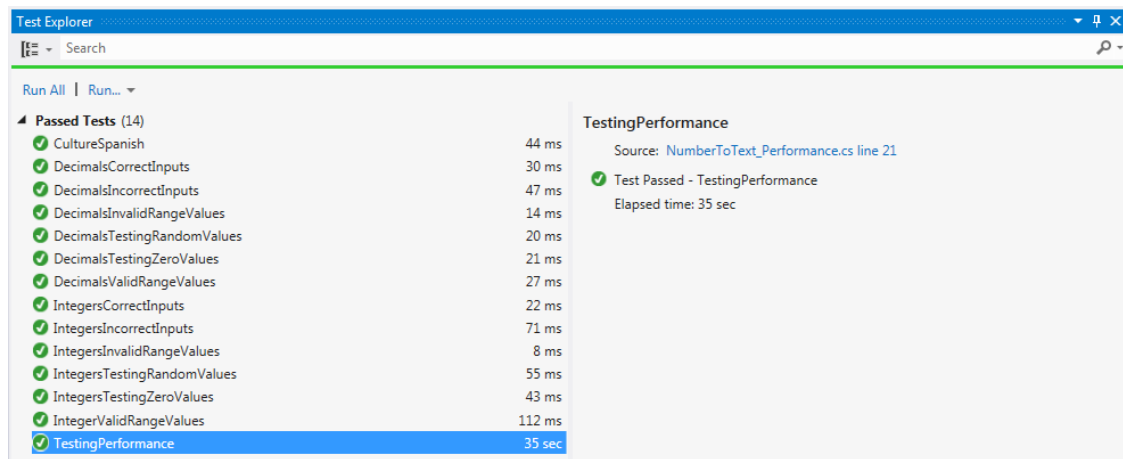 Test Explorer
Search
Run All | Run...
Passed Tests (14)
CultureSpanish 44 ms
DecimalsCorrectInputs 30 ms
DecimalsIncorrectInputs 47 ms
DecimalsInvalidRangeValues 14 ms
DecimalsTestingRandomValues 20 ms
DecimalsTestingZeroValues 21 ms
DecimalsValidRangeValues 27 ms
IntegersCorrectInputs 22 ms
IntegersIncorrectInputs 71 ms
IntegersInvalidRangeValues 8 ms
IntegersTestingRandomValues 55 ms
IntegersTestingZeroValues 43 ms
IntegerValidRangeValues 112 ms
TestingPerformance 35 sec
TestingPerformance
Source: NumberToText_Performance.cs line 21
Test Passed - TestingPerformance
Elapsed time: 35 sec